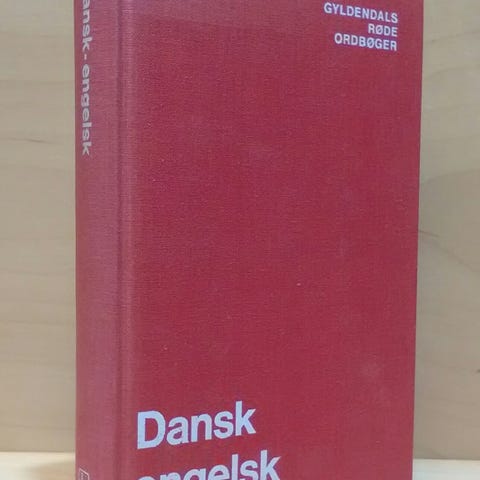 GYLDENDALS
RØDE
ORDBØGER
ansk - engelsk
Dansk
engelsk